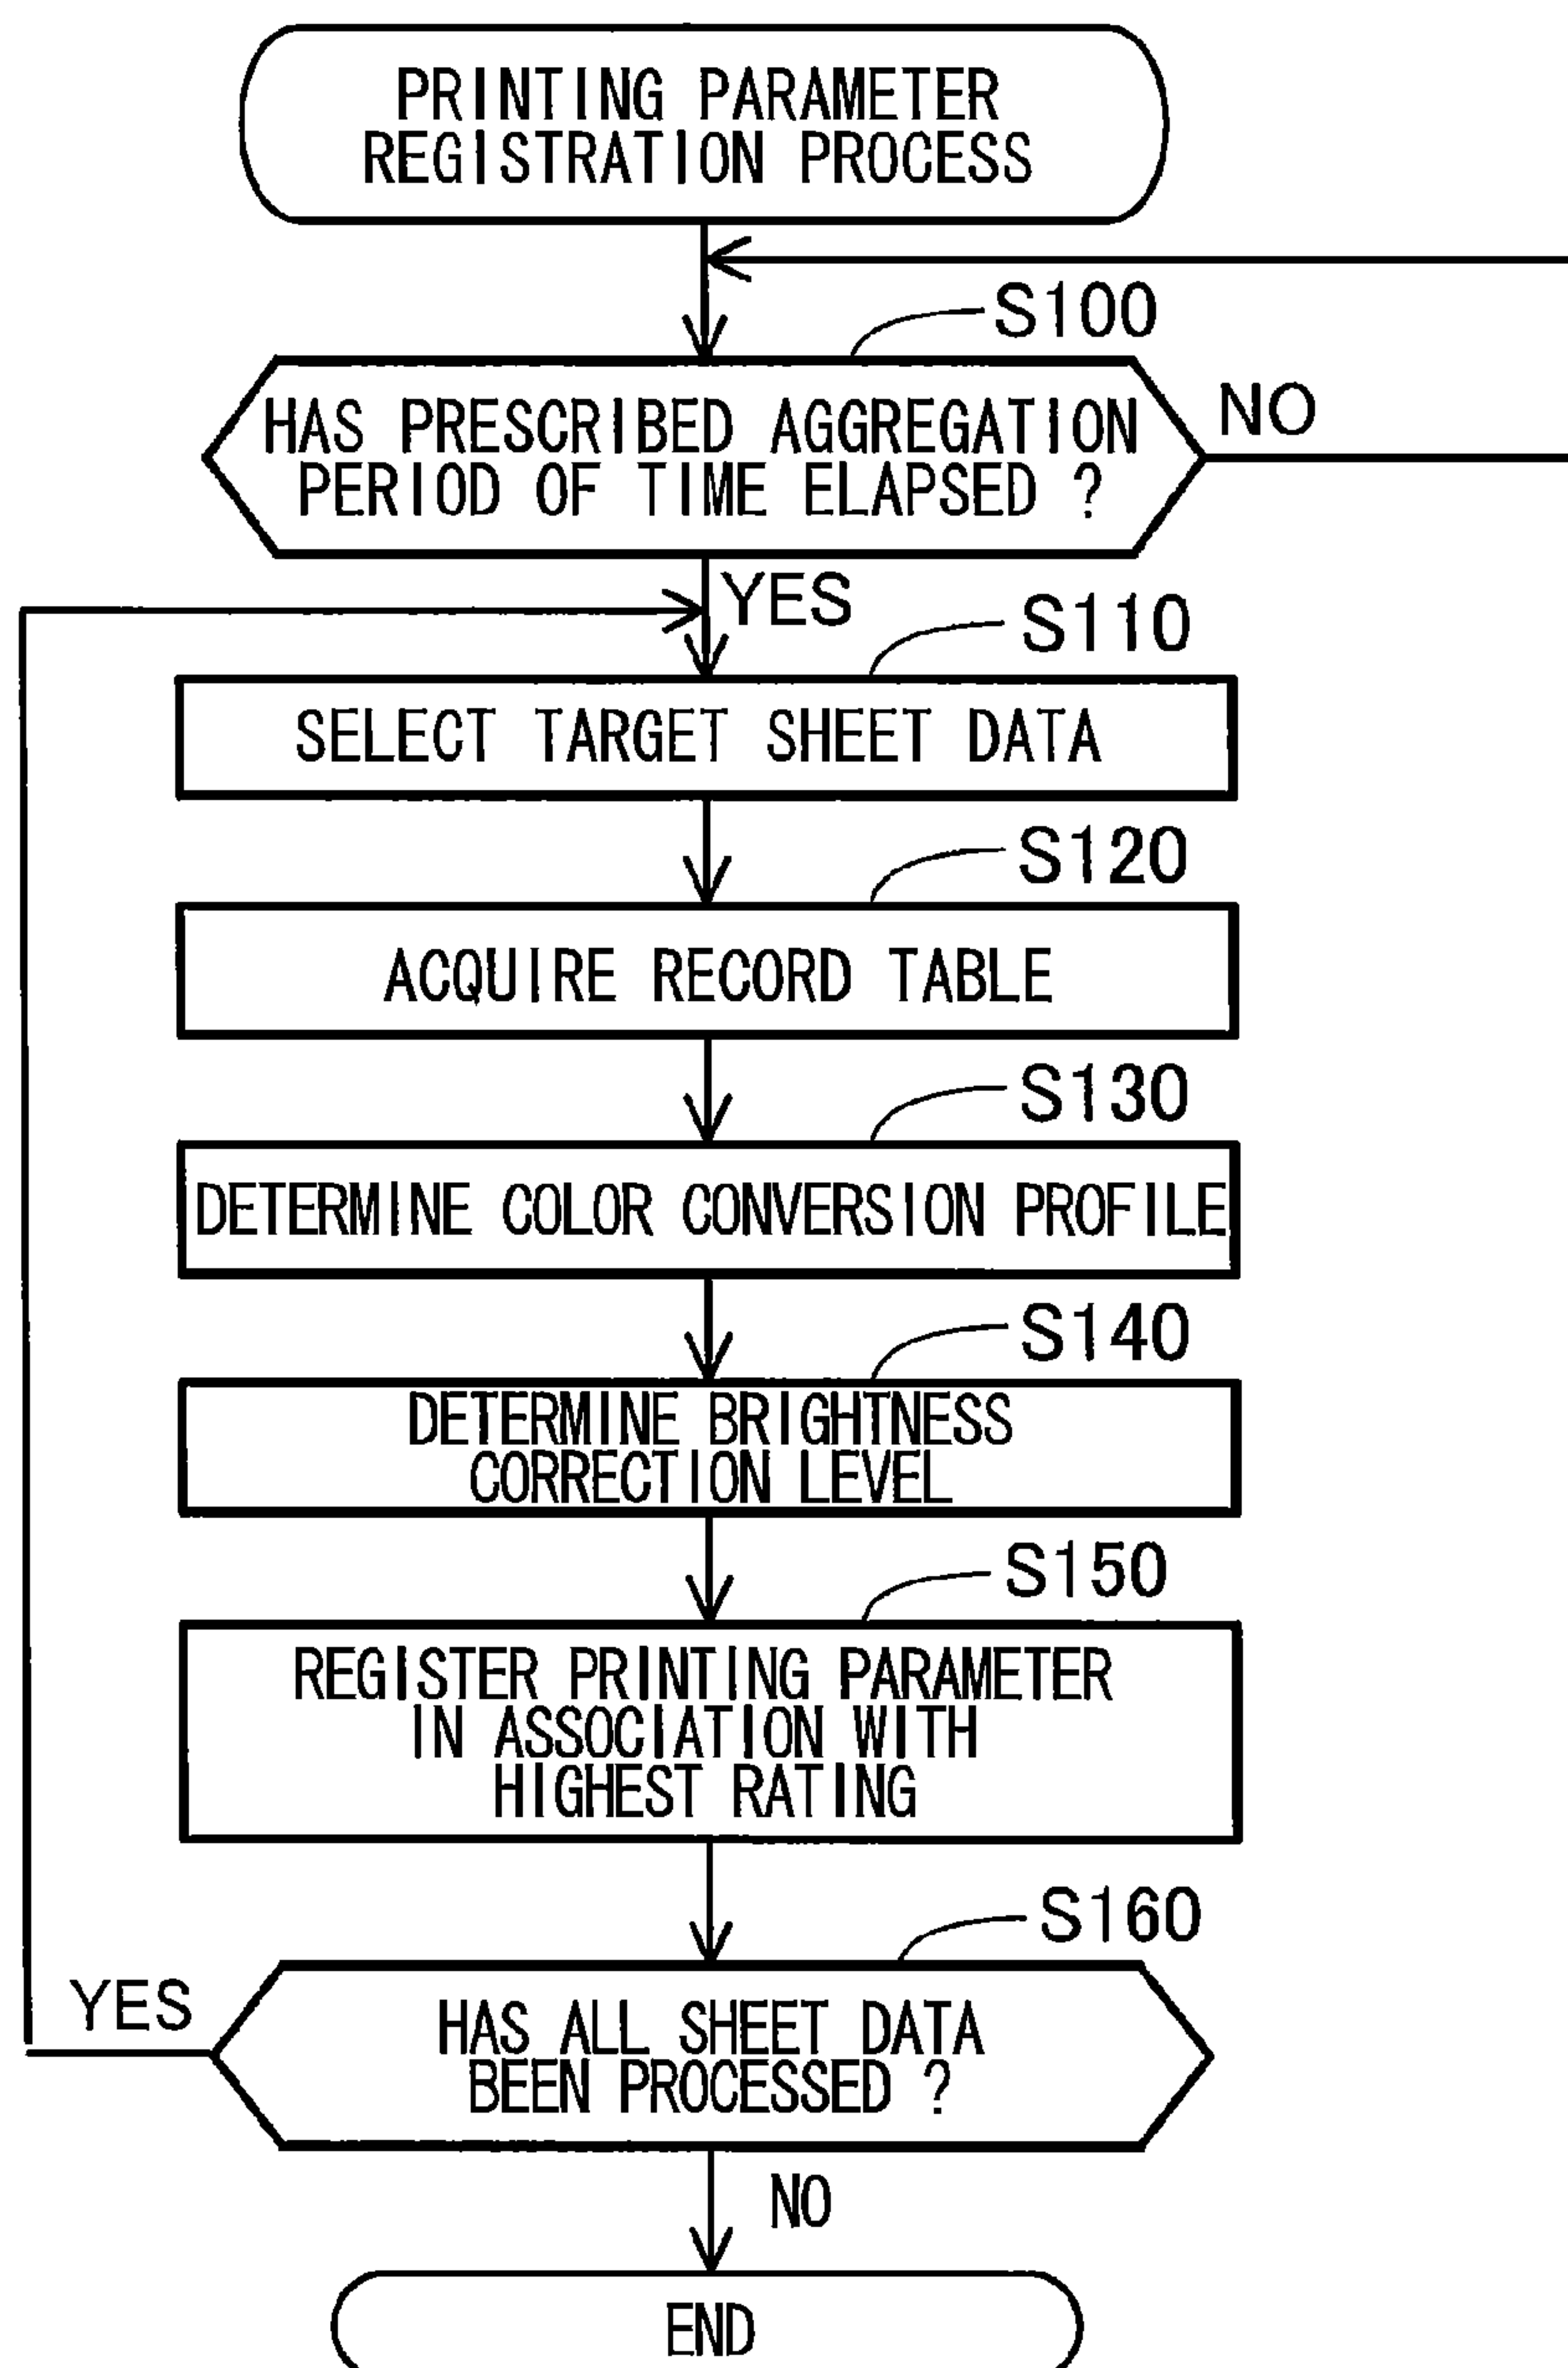 PRINTING PARAMETER
REGISTRATION PROCESS
S100
HAS PRESCRIBED AGGREGATION
PERIOD OF TIME ELAPSED ?
NO
YES
S110
SELECT TARGET SHEET DATA
S120
ACQUIRE RECORD TABLE
S130
DETERMINE COLOR CONVERSION PROFILE
S140
DETERMINE BRIGHTNESS
CORRECTION LEVEL
S150
REGISTER PRINTING PARAMETER
IN ASSOCIATION WITH
HIGHEST RATING
S160
YES
HAS ALL SHEET DATA
BEEN PROCESSED ?
NO
END